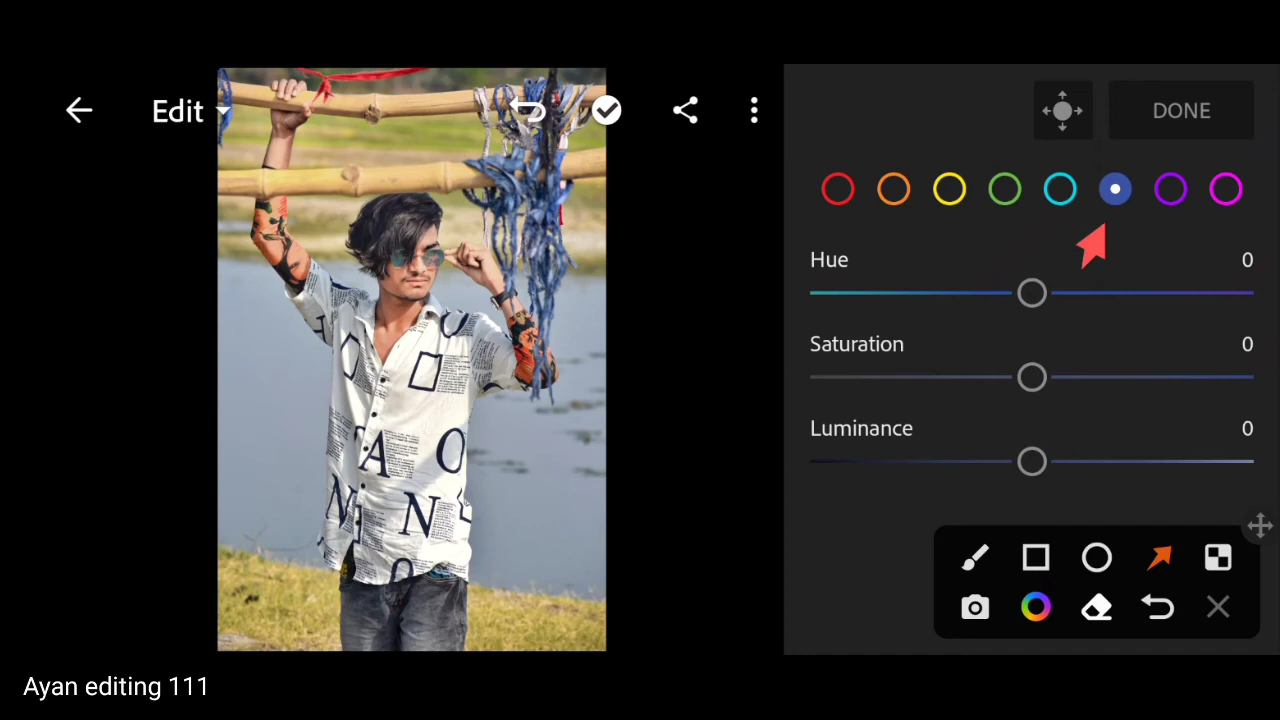 Edit
DONE
Hue 0
Saturation 0
Luminance 0
A
O
N
N
Ayan editing 111